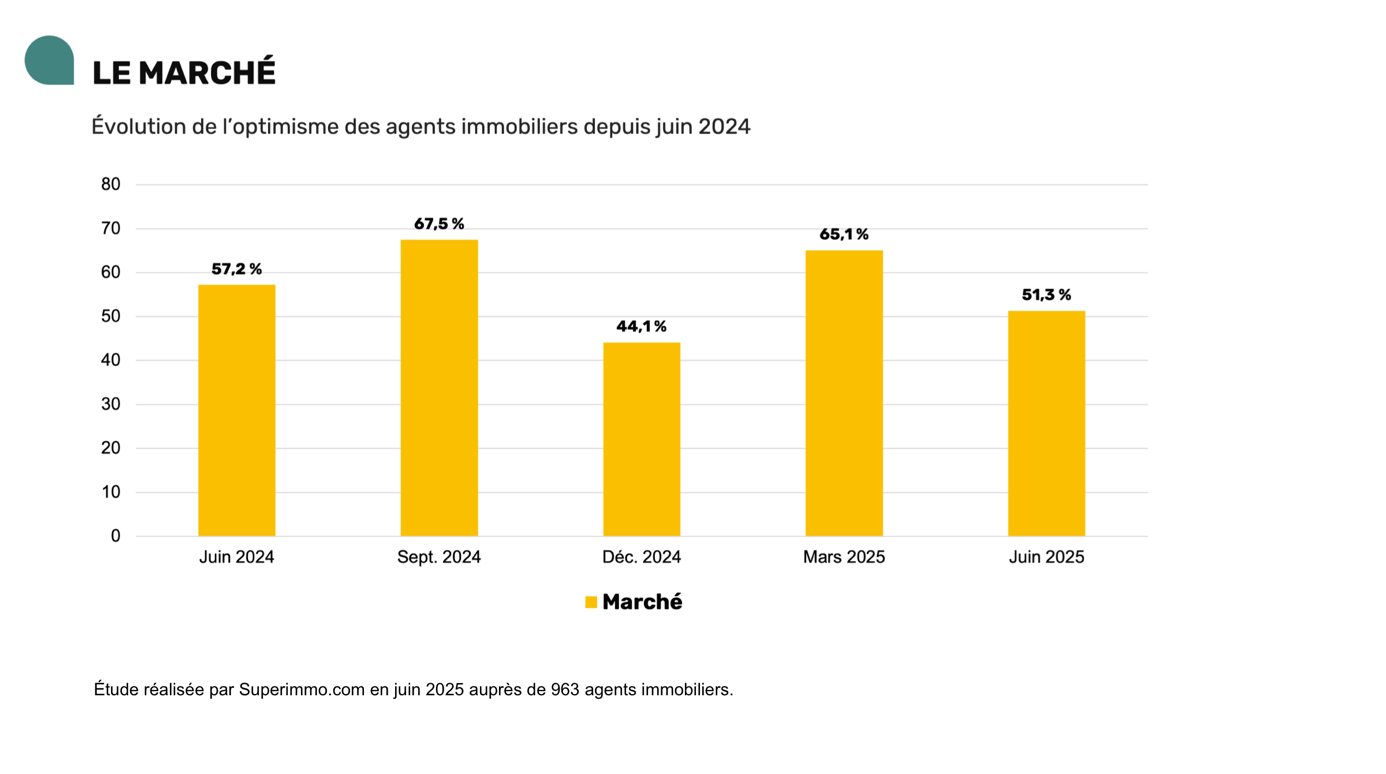 LE MARCHÉ
Évolution de l’optimisme des agents immobiliers depuis juin 2024
80
70
60
50
40
30
20
10
0
57,2 %
67,5 %
44,1 %
65,1 %
51,3 %
Juin 2024
Sept. 2024
Déc. 2024
Mars 2025
Juin 2025
Marché
Étude réalisée par Superimmo.com en juin 2025 auprès de 963 agents immobiliers.